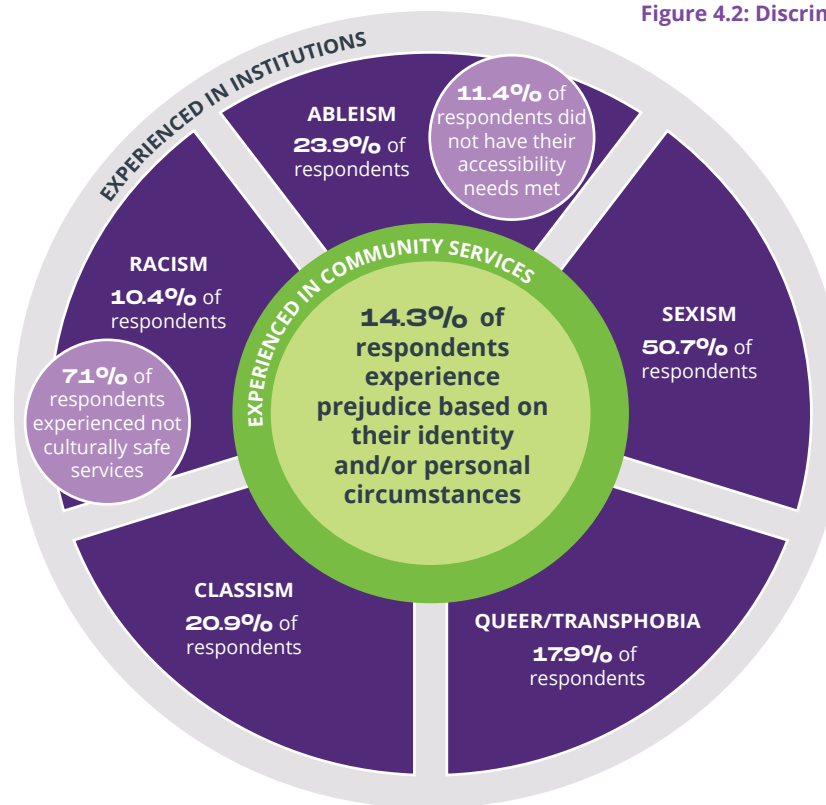 Figure 4.2: Discrim
EXPERIENCED IN INSTITUTIONS
ABLEISM
23.9% of
respondents
11.4% of
respondents did
not have their
accessibility
needs met
RACISM
10.4% of
respondents
7.1% of
respondents
experienced not
culturally safe
services
EXPERIENCED IN COMMUNITY SERVICES
14.3% of
respondents
experience
prejudice based on
their identity
and/or personal
circumstances
SEXISM
50.7% of
respondents
CLASSISM
20.9% of
respondents
QUEER/TRANSPHOBIA
17.9% of
respondents